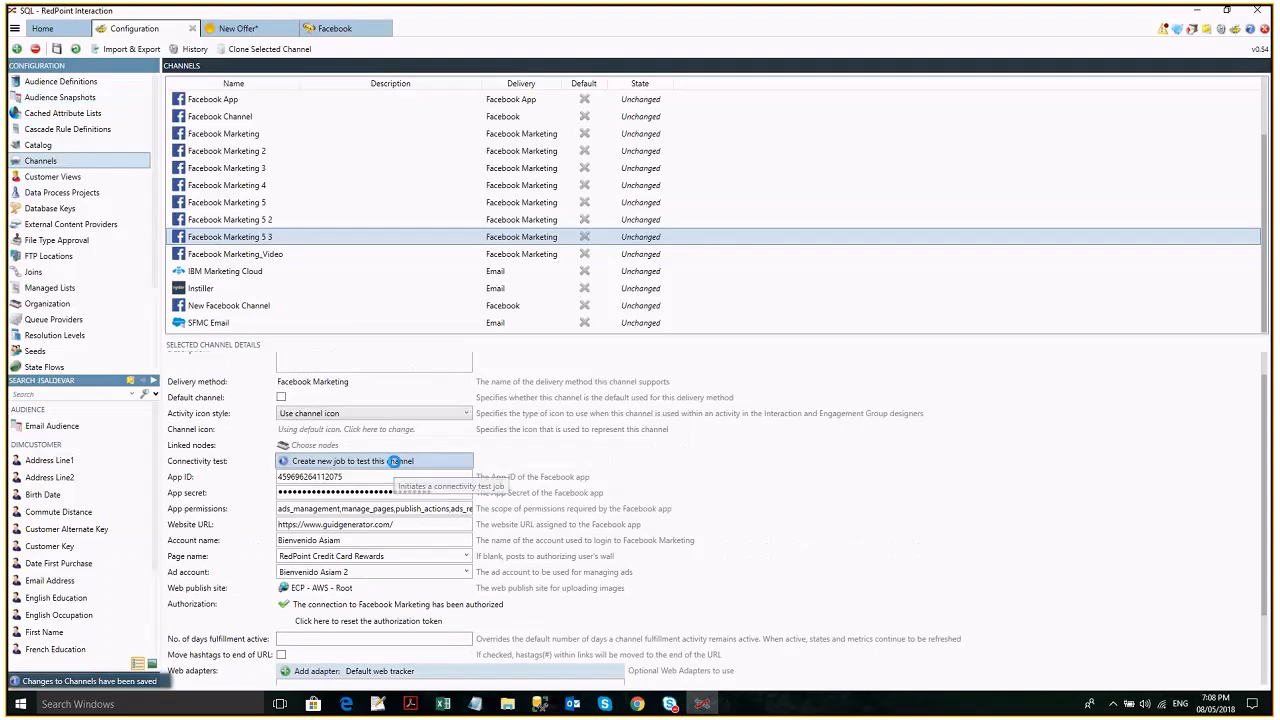 SQL - RedPoint Interaction
Home
Configuration
New Offer*
Facebook
Import & Export
History
Clone Selected Channel
v0.54
CONFIGURATION
Audience Definitions
Audience Snapshots
Cached Attribute Lists
Cascade Rule Definitions
Catalog
Channels
Customer Views
Data Process Projects
Database Keys
External Content Providers
File Type Approval
FTP Locations
Joins
Managed Lists
Organization
Queue Providers
Resolution Levels
Seeds
State Flows
SEARCH JSALDEVAR
Search
AUDIENCE
Email Audience
DIMCUSTOMER
Address Line1
Address Line2
Birth Date
Commute Distance
Customer Alternate Key
Customer Key
Date First Purchase
Email Address
English Education
English Occupation
First Name
French Education
Changes to Channels have been saved
CHANNELS
Name Description Delivery Default State
Facebook App Facebook App Unchanged
Facebook Channel Facebook Unchanged
Facebook Marketing Facebook Marketing Unchanged
Facebook Marketing 2 Facebook Marketing Unchanged
Facebook Marketing 3 Facebook Marketing Unchanged
Facebook Marketing 4 Facebook Marketing Unchanged
Facebook Marketing 5 Facebook Marketing Unchanged
Facebook Marketing 5 2 Facebook Marketing Unchanged
Facebook Marketing 5 3 Facebook Marketing Unchanged
Facebook Marketing_Video Facebook Marketing Unchanged
IBM Marketing Cloud Email Unchanged
Instiller Email Unchanged
New Facebook Channel Facebook Unchanged
SFMC Email Email Unchanged
SELECTED CHANNEL DETAILS
Delivery method: Facebook Marketing The name of the delivery method this channel supports
Default channel: Specifies whether this channel is the default used for this delivery method
Activity icon style: Use channel icon Specifies the type of icon to use when this channel is used within an activity in the Interaction and Engagement Group designers
Channel icon: Using default icon. Click here to change. Specifies the icon that is used to represent this channel
Linked nodes: Choose nodes
Connectivity test: Create new job to test this channel
Initiates a connectivity test job
App ID: 459696264112075 The App ID of the Facebook app
App secret: The App Secret of the Facebook app
App permissions: ads_management,manage_pages,publish_actions,ads_re The scope of permissions required by the Facebook app
Website URL: https://www.guidgenerator.com/ The website URL assigned to the Facebook app
Account name: Bienvenido Asiam The name of the account used to login to Facebook Marketing
Page name: RedPoint Credit Card Rewards If blank, posts to authorizing user's wall
Ad account: Bienvenido Asiam 2 The ad account to be used for managing ads
Web publish site: ECP - AWS - Root The web publish site for uploading images
Authorization: The connection to Facebook Marketing has been authorized
Click here to reset the authorization token
No. of days fulfillment active: Overrides the default number of days a channel fulfillment activity remains active. When active, states and metrics continue to be refreshed
Move hashtags to end of URL: If checked, hastags(#) within links will be moved to the end of the URL
Web adapters: Add adapter: Default web tracker Optional Web Adapters to use
Search Windows
ENG
7:08 PM
08/05/2018